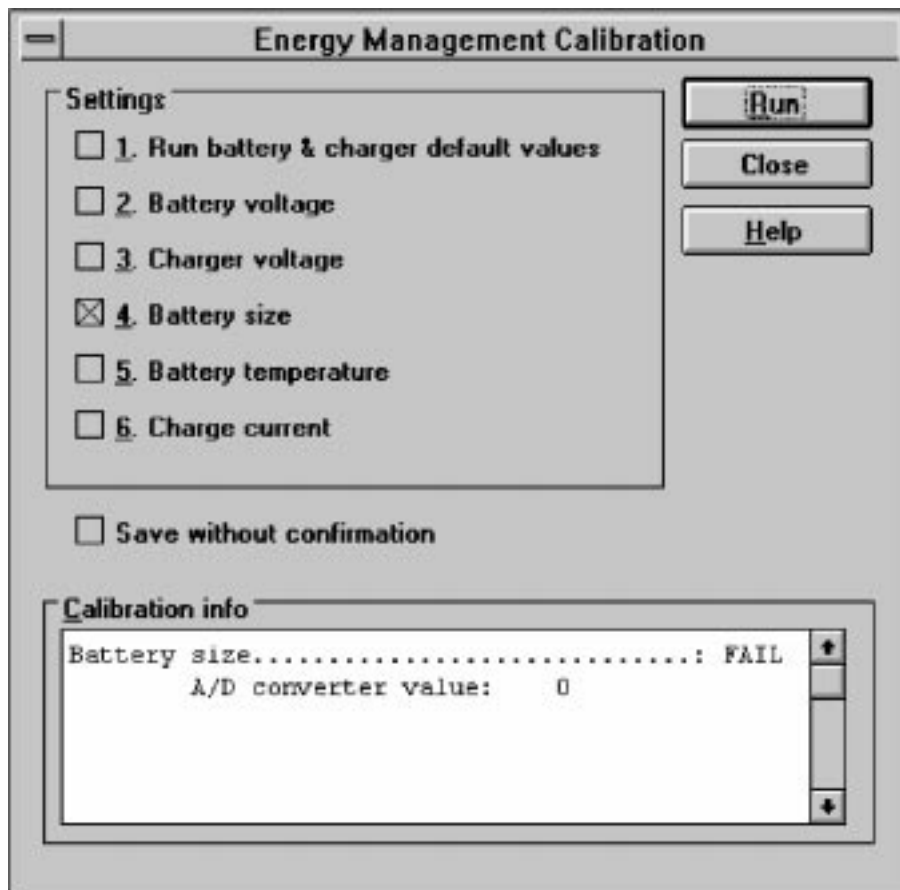 Energy Management Calibration
Settings
1. Run battery & charger default values
2. Battery voltage
3. Charger voltage
4. Battery size
5. Battery temperature
6. Charge current
Run
Close
Help
Save without confirmation
Calibration info
Battery size.............................: FAIL
A/D converter value: 0